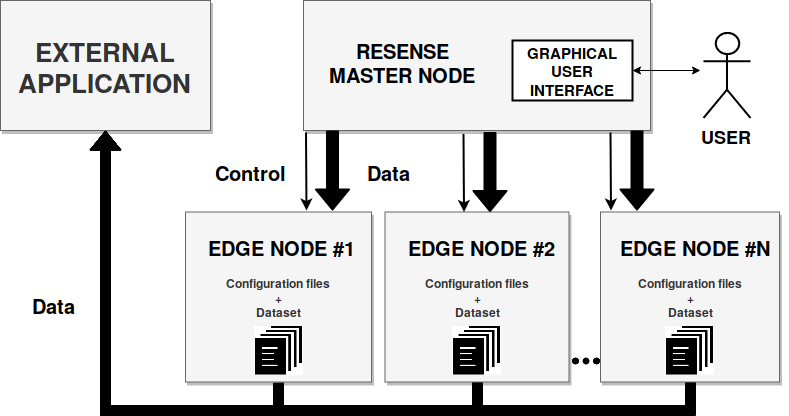 EXTERNAL
APPLICATION
RESENSE
MASTER NODE
GRAPHICAL
USER
INTERFACE
USER
Control
Data
EDGE NODE #1
Configuration files
+
Dataset
EDGE NODE #2
Configuration files
+
Dataset
EDGE NODE #N
Configuration files
+
Dataset
Data